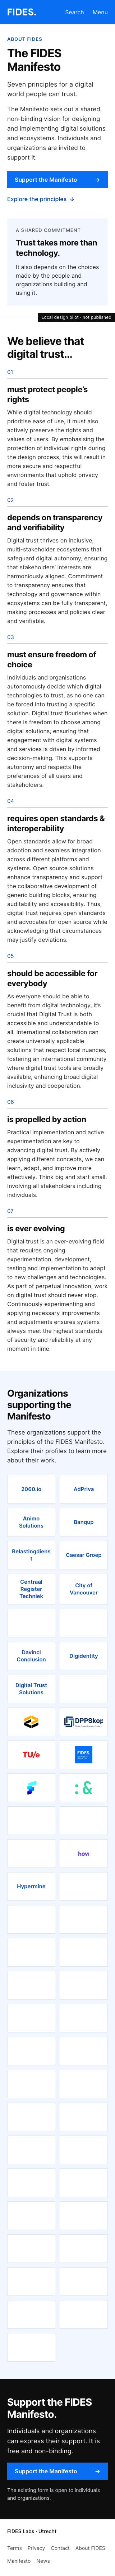 FIDES.
Search
Menu
ABOUT FIDES
The FIDES
Manifesto
Seven principles for a digital
world people can trust.
The Manifesto sets out a shared,
non-binding vision for designing
and implementing digital solutions
and ecosystems. Individuals and
organizations are invited to
support it.
Support the Manifesto →
Explore the principles ↓
A SHARED COMMITMENT
Trust takes more than
technology.
It also depends on the choices
made by the people and
organizations building and
using it.
Local design pilot · not published
We believe that
digital trust...
01
must protect people's
rights
While digital technology should
prioritise ease of use, it must also
actively preserve the rights and
values of users. By emphasising the
protection of individual rights during
the design process, this will result in
more secure and respectful
environments that uphold privacy
and foster trust.
02
depends on transparency
and verifiability
Digital trust thrives on inclusive,
multi-stakeholder ecosystems that
safeguard digital autonomy, ensuring
that stakeholders' interests are
harmoniously aligned. Commitment
to transparency ensures that
technology and governance within
ecosystems can be fully transparent,
making processes and policies clear
and verifiable.
03
must ensure freedom of
choice
Individuals and organisations
autonomously decide which digital
technologies to trust, as no one can
be forced into trusting a specific
solution. Digital trust flourishes when
there is freedom to choose among
digital solutions, ensuring that
engagement with digital systems
and services is driven by informed
decision-making. This supports
autonomy and respects the
preferences of all users and
stakeholders.
04
requires open standards &
interoperability
Open standards allow for broad
adoption and seamless integration
across different platforms and
systems. Open source solutions
enhance transparency and support
the collaborative development of
generic building blocks, ensuring
auditability and accessibility. Thus,
digital trust requires open standards
and advocates for open source while
acknowledging that circumstances
may justify deviations.
05
should be accessible for
everybody
As everyone should be able to
benefit from digital technology, it's
crucial that Digital Trust is both
accessible and understandable to
the international community. To do
so, we can collaboratively create
universally applicable digital
solutions that respect local nuances,
promoting a global community
where digital trust tools are broadly
available, enhancing broad digital
inclusivity and cooperation.
06
is propelled by action
Practical implementation and active
experimentation are key to
advancing digital trust. By actively
applying different concepts, we can
learn, adapt, and improve more
effectively. Think big and start small.
Involving all stakeholders including
individuals.
07
is ever evolving
Digital trust is an ever-evolving field
that requires ongoing
experimentation, development,
testing and implementation to adapt
to new challenges and technologies.
As part of perpetual innovation, work
on digital trust should never stop.
Continuously experimenting and
making necessary improvements
and adjustments ensures systems
always meet the highest standards
of security and reliability at any
moment in time.
Organizations
supporting the
Manifesto
These organizations support the
principles of the FIDES Manifesto.
Explore their profiles to learn more
about their work.
2060.io
AdPriva
Animo
Solutions
Banqup
Belastingdiens
t
Caesar Groep
Centraal
Register
Techniek
City of
Vancouver
Davinci
Conclusion
Digidentity
Digital Trust
Solutions
DPPSkop
TU/e
FIDES.
: &
hovi
Hypermine
Support the FIDES
Manifesto.
Individuals and organizations
can express their support. It is
free and non-binding.
Support the Manifesto →
The existing form is open to individuals
and organizations.
FIDES Labs · Utrecht
Terms
Privacy
Contact
About FIDES
Manifesto
News